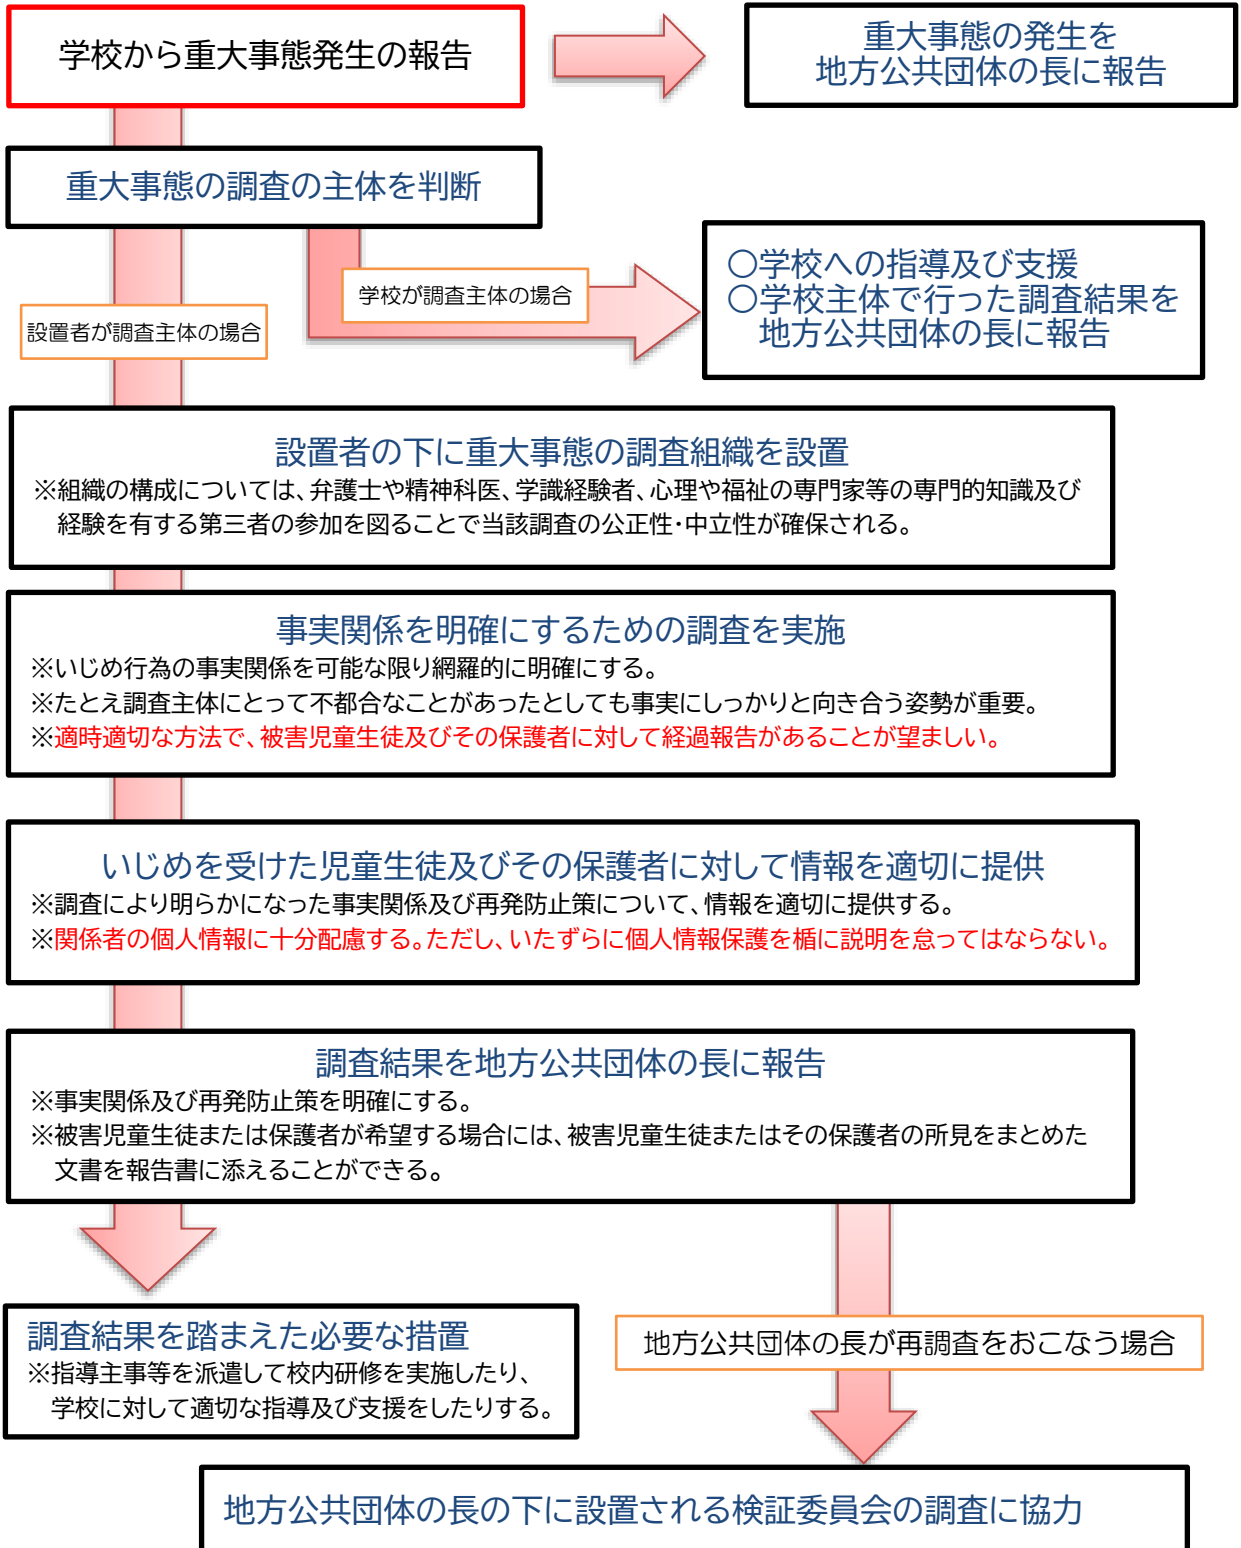 学校から重大事態発生の報告
重大事態の発生を
地方公共団体の長に報告
重大事態の調査の主体を判断
学校が調査主体の場合
○学校への指導及び支援
○学校主体で行った調査結果を
地方公共団体の長に報告
設置者が調査主体の場合
設置者の下に重大事態の調査組織を設置
※組織の構成については、弁護士や精神科医、学識経験者、心理や福祉の専門家等の専門的知識及び
経験を有する第三者の参加を図ることで当該調査の公正性・中立性が確保される。
事実関係を明確にするための調査を実施
※いじめ行為の事実関係を可能な限り網羅的に明確にする。
※たとえ調査主体にとって不都合なことがあったとしても事実にしっかりと向き合う姿勢が重要。
※適時適切な方法で、被害児童生徒及びその保護者に対して経過報告があることが望ましい。
いじめを受けた児童生徒及びその保護者に対して情報を適切に提供
※調査により明らかになった事実関係及び再発防止策について、情報を適切に提供する。
※関係者の個人情報に十分配慮する。ただし、いたずらに個人情報保護を楯に説明を怠ってはならない。
調査結果を地方公共団体の長に報告
※事実関係及び再発防止策を明確にする。
※被害児童生徒または保護者が希望する場合には、被害児童生徒またはその保護者の所見をまとめた
文書を報告書に添えることができる。
調査結果を踏まえた必要な措置
※指導主事等を派遣して校内研修を実施したり、
学校に対して適切な指導及び支援をしたりする。
地方公共団体の長が再調査をおこなう場合
地方公共団体の長の下に設置される検証委員会の調査に協力